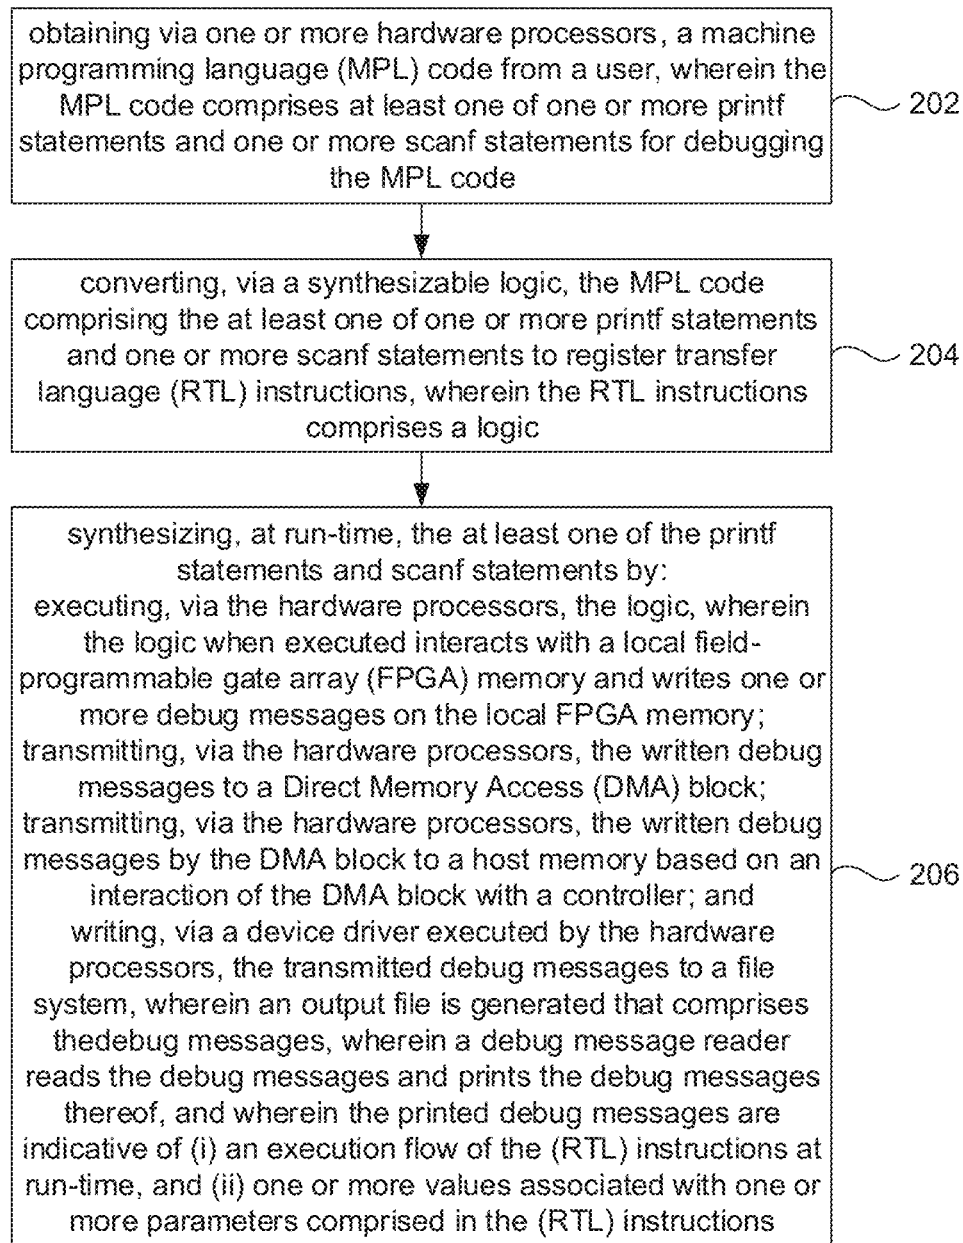 obtaining via one or more hardware processors, a machine
programming language (MPL) code from a user, wherein the
MPL code comprises at least one of one or more printf
statements and one or more scanf statements for debugging
the MPL code
202
converting, via a synthesizable logic, the MPL code
comprising the at least one of one or more printf statements
and one or more scanf statements to register transfer
language (RTL) instructions, wherein the RTL instructions
comprises a logic
204
synthesizing, at run-time, the at least one of the printf
statements and scanf statements by:
executing, via the hardware processors, the logic, wherein
the logic when executed interacts with a local field-
programmable gate array (FPGA) memory and writes one or
more debug messages on the local FPGA memory;
transmitting, via the hardware processors, the written debug
messages to a Direct Memory Access (DMA) block;
transmitting, via the hardware processors, the written debug
messages by the DMA block to a host memory based on an
interaction of the DMA block with a controller; and
writing, via a device driver executed by the hardware
processors, the transmitted debug messages to a file
system, wherein an output file is generated that comprises
thedebug messages, wherein a debug message reader
reads the debug messages and prints the debug messages
thereof, and wherein the printed debug messages are
indicative of (i) an execution flow of the (RTL) instructions at
run-time, and (ii) one or more values associated with one or
more parameters comprised in the (RTL) instructions
206